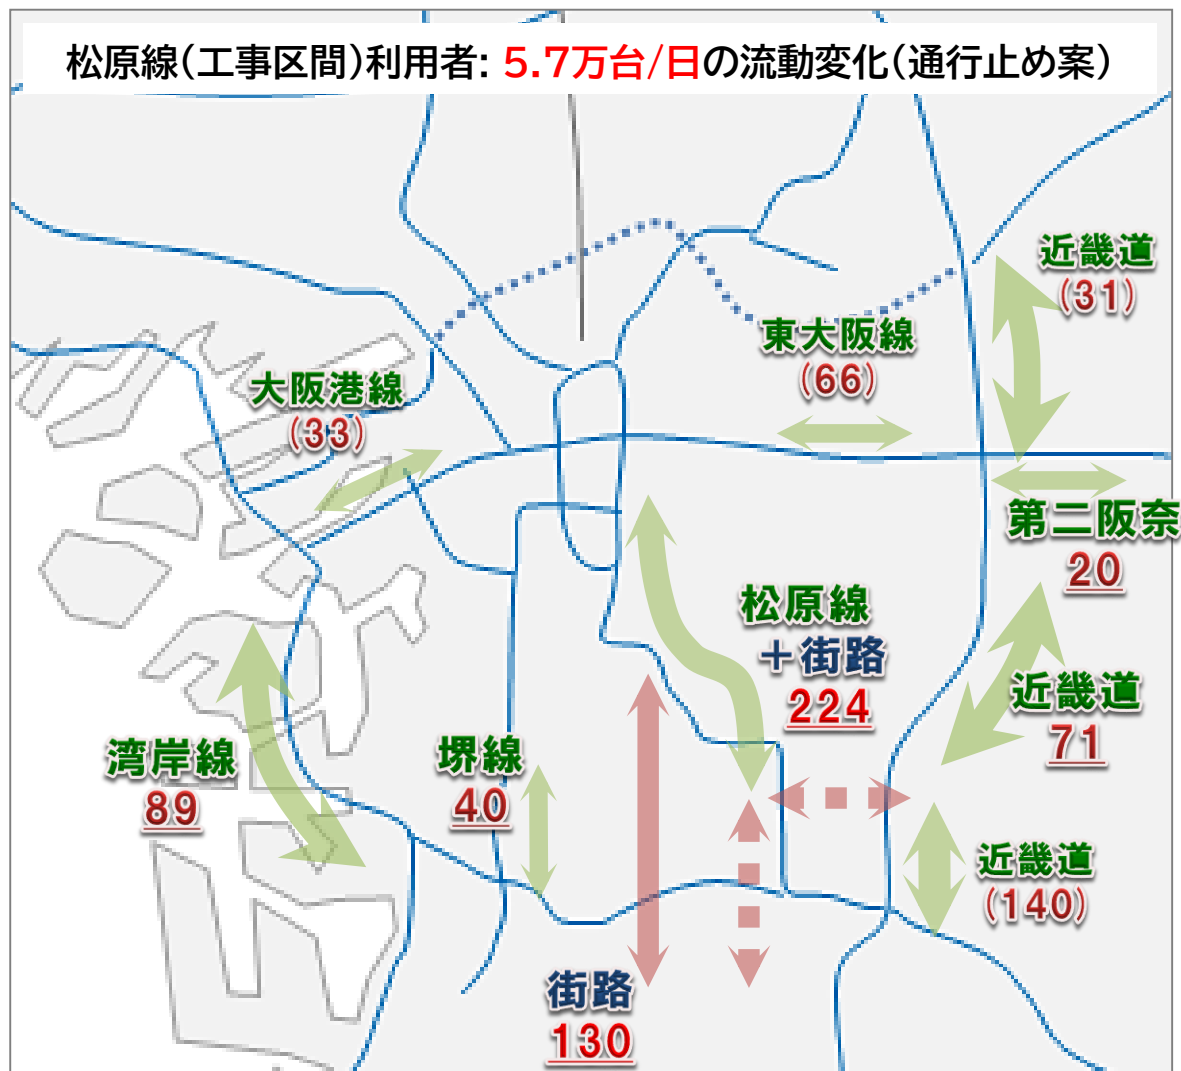 松原線(工事区間)利用者: 5.7万台/日の流動変化(通行止め案)
近畿道
(31)
東大阪線
(66)
大阪港線
(33)
第二阪奈
20
松原線
+街路
224
近畿道
71
湾岸線
89
堺線
40
近畿道
(140)
街路
130